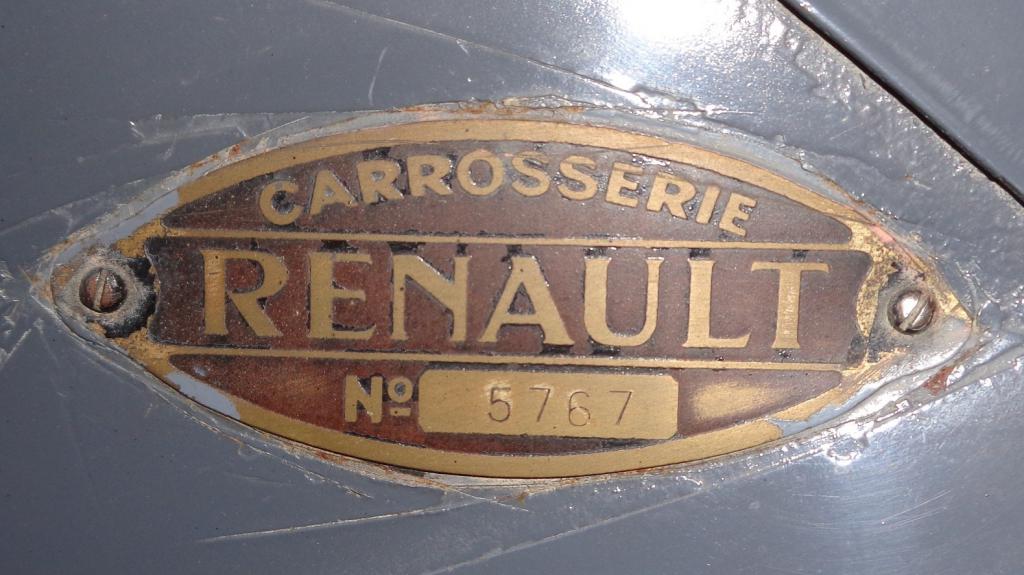 CARROSSERIE
RENAULT
Nº 5767